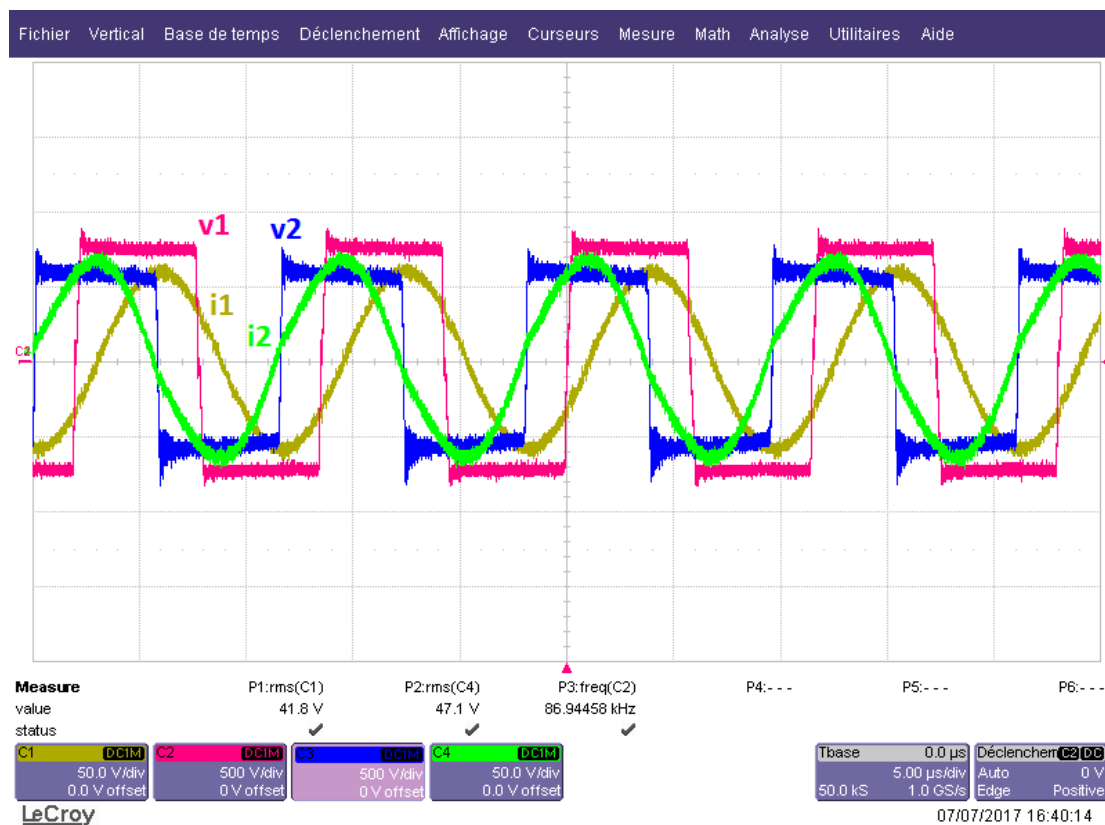 Fichier Vertical Base de temps Déclenchement Affichage Curseurs Mesure Math Analyse Utilitaires Aide
v1
v2
i1
i2
Measure P1:rms(C1) P2:rms(C4) P3:freq(C2) P4:- - - P5:- - - P6:- - -
value 41.8 V 47.1 V 86.94458 kHz
status ✓ ✓ ✓
C1 DC1M C2 DC1M C3 DC1M C4 DC1M Tbase 0.0 µs Déclenchem C2 DC
50.0 V/div 500 V/div 500 V/div 50.0 V/div 5.00 µs/div Auto 0 V
0.0 V offset 0 V offset 0 V offset 0.0 V offset 50.0 kS 1.0 GS/s Edge Positive
LeCroy 07/07/2017 16:40:14